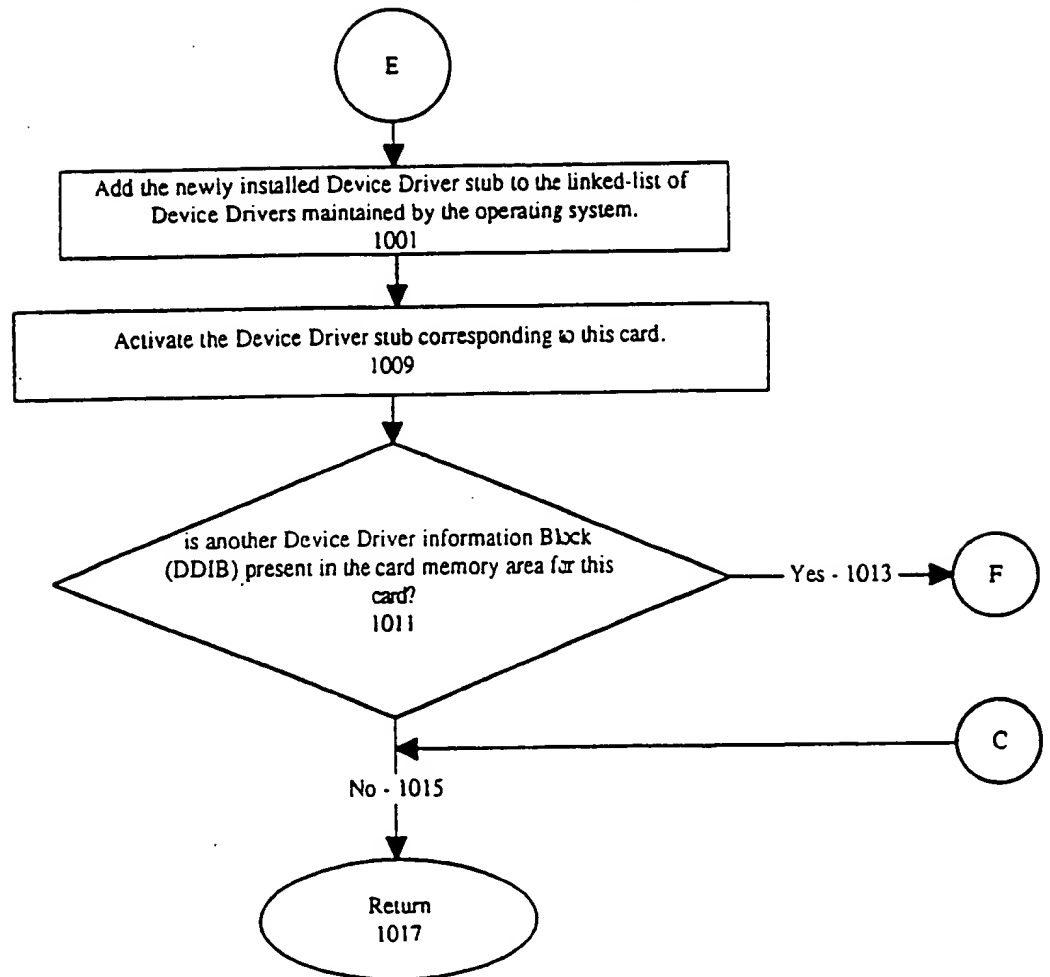 E
Add the newly installed Device Driver stub to the linked-list of
Device Drivers maintained by the operating system.
1001
Activate the Device Driver stub corresponding to this card.
1009
is another Device Driver information Block
(DDIB) present in the card memory area for this
card?
1011
Yes - 1013
F
C
No - 1015
Return
1017